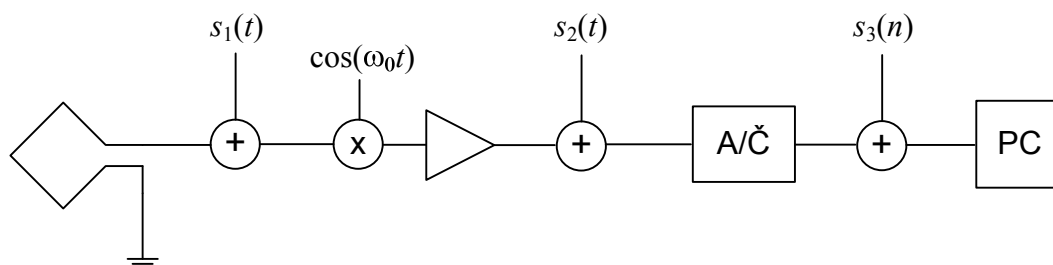 s₁(t)
s₂(t)
s₃(n)
cos(ω₀t)
+
x
+
A/Č
+
PC